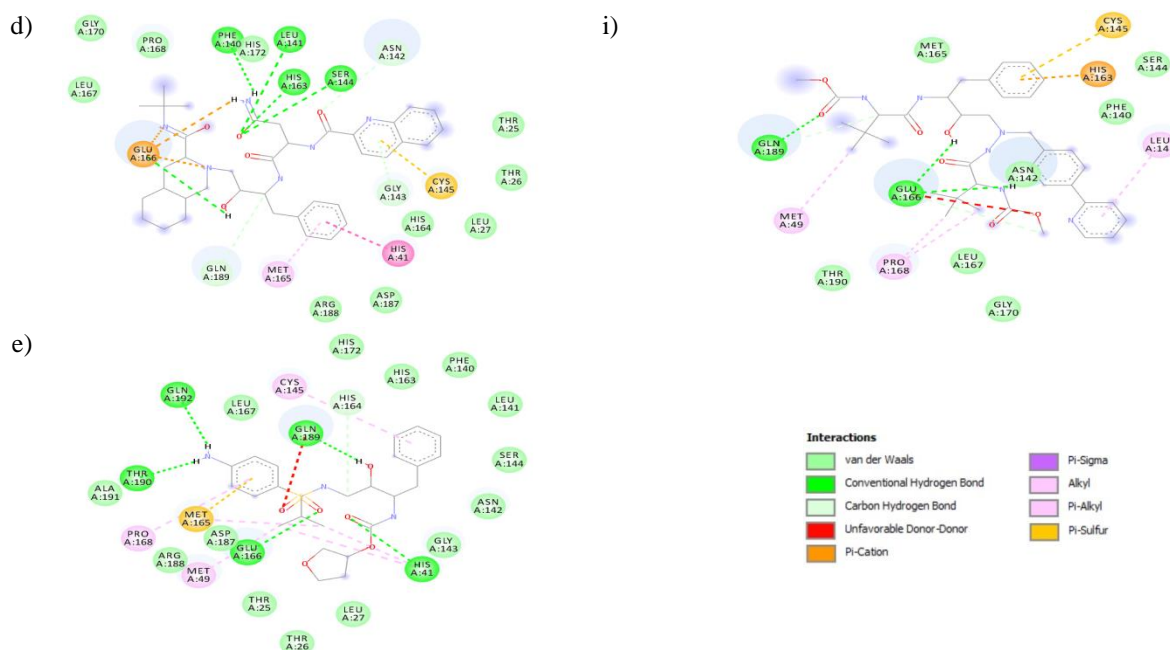 d)
GLY A:170
PRO A:168
PHE A:140
HIS A:172
LEU A:141
ASN A:142
LEU A:167
HIS A:163
SER A:144
H
H
N
O
N
O
N
THR A:25
GLU A:166
N
O
N
O
N
CYS A:145
THR A:26
O
H
GLY A:143
HIS A:164
LEU A:27
GLN A:189
MET A:165
HIS A:41
ARG A:188
ASP A:187
i)
CYS A:145
MET A:165
HIS A:163
SER A:144
O
O
N
O
N
O
PHE A:140
GLN A:189
H
N
N
O
LEU A:14
ASN A:142
GLU A:166
N
H
O
O
N
MET A:49
PRO A:168
LEU A:167
THR A:190
GLY A:170
e)
HIS A:172
PHE A:140
CYS A:145
HIS A:163
GLN A:192
LEU A:167
HIS A:164
LEU A:141
GLN A:189
H
N
H
H
O
SER A:144
THR A:190
ALA A:191
N
ASN A:142
MET A:165
O
S
O
N
O
PRO A:168
ASP A:187
GLY A:143
ARG A:188
GLU A:166
O
HIS A:41
MET A:49
O
THR A:25
LEU A:27
THR A:26
Interactions
van der Waals
Conventional Hydrogen Bond
Carbon Hydrogen Bond
Unfavorable Donor-Donor
Pi-Cation
Pi-Sigma
Alkyl
Pi-Alkyl
Pi-Sulfur